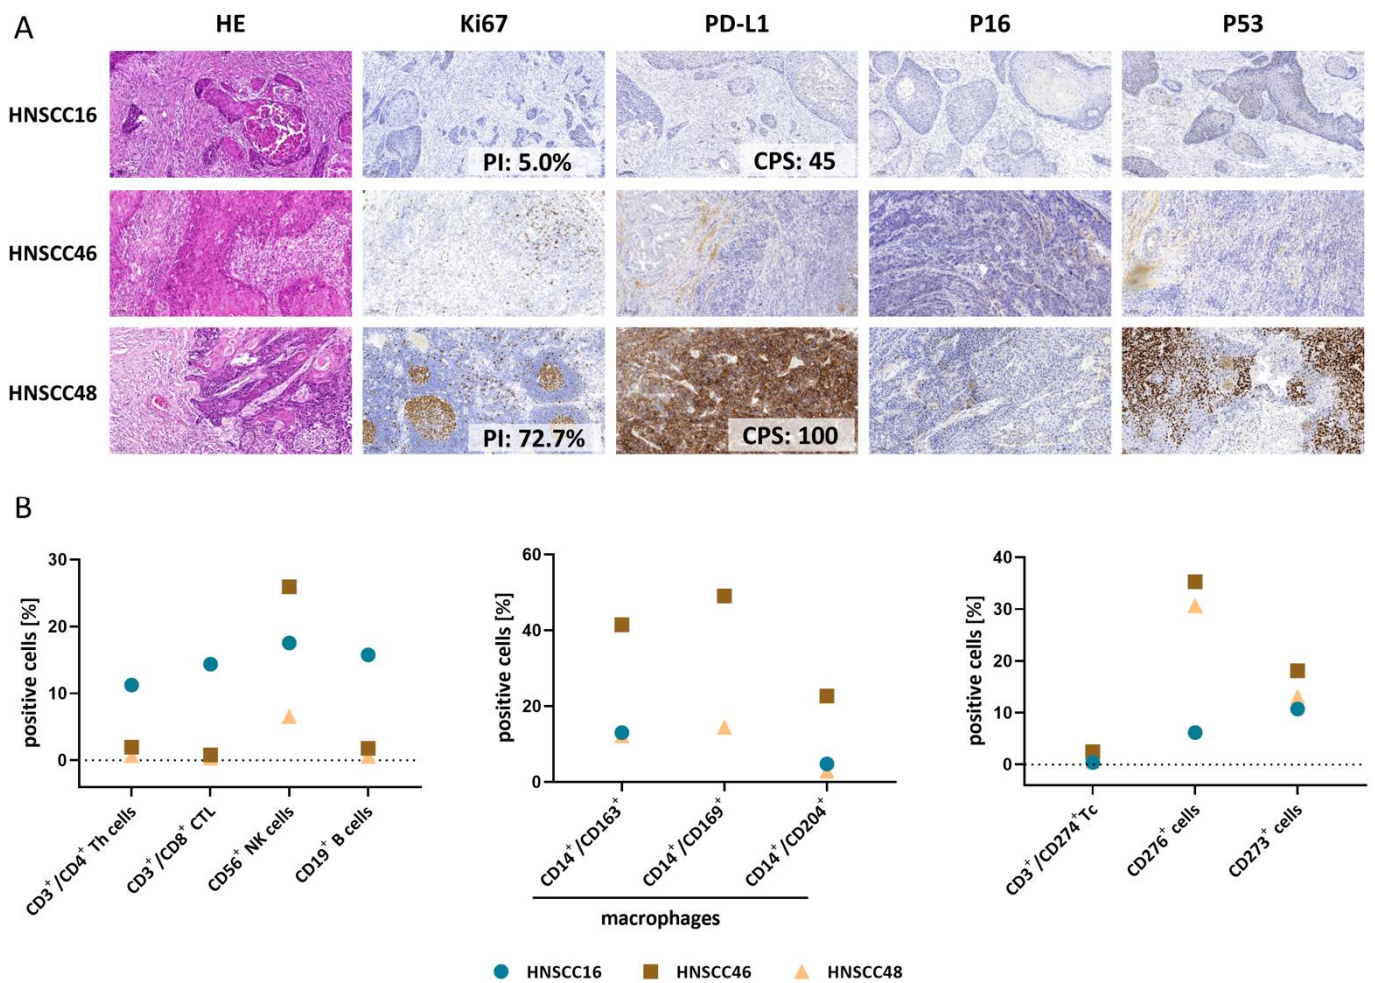 A
HE
Ki67
PD-L1
P16
P53
HNSCC16
PI: 5.0%
CPS: 45
HNSCC46
HNSCC48
PI: 72.7%
CPS: 100
B
positive cells [%]
30
20
10
0
CD3⁺/CD4⁺ Th cells
CD3⁺/CD8⁺ CTL
CD56⁺ NK cells
CD19⁺ B cells
positive cells [%]
60
40
20
0
CD14⁺/CD163⁺
CD14⁺/CD169⁺
CD14⁺/CD204⁺
macrophages
positive cells [%]
40
30
20
10
0
CD3⁺/CD274⁺Tc
CD276⁺ cells
CD273⁺ cells
HNSCC16
HNSCC46
HNSCC48